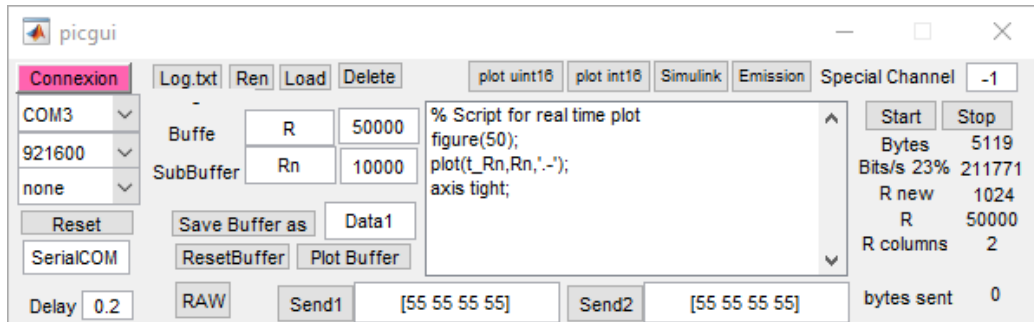 picgui
Connexion Log.txt Ren Load Delete plot uint16 plot int16 Simulink Emission Special Channel -1
COM3
921600
none
Reset
SerialCOM
Delay 0.2
-
Buffe R 50000
SubBuffer Rn 10000
Save Buffer as Data1
ResetBuffer Plot Buffer
% Script for real time plot
figure(50);
plot(t_Rn,Rn,'.-');
axis tight;
Start Stop
Bytes 5119
Bits/s 23% 211771
R new 1024
R 50000
R columns 2
RAW Send1 [55 55 55 55] Send2 [55 55 55 55] bytes sent 0